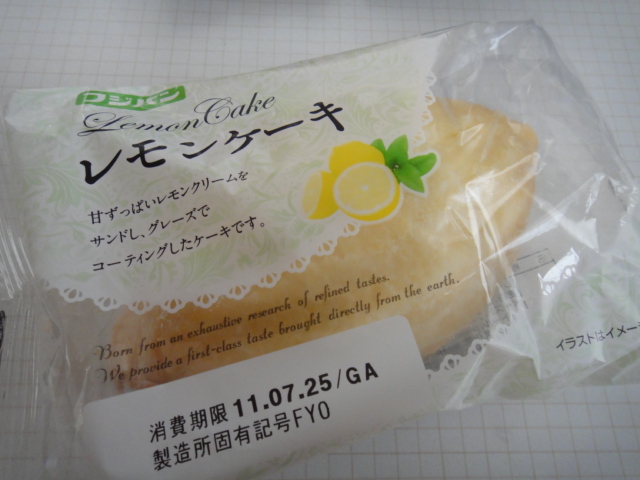 フジパン
Lemon Cake
レモンケーキ
甘ずっぱいレモンクリームを
サンドし、グレーズで
コーティングしたケーキです。
Born from an exhaustive research of refined tastes.
We provide a first-class taste brought directly from the earth.
イラストはイメー
消費期限 11.07.25/GA
製造所固有記号FYO